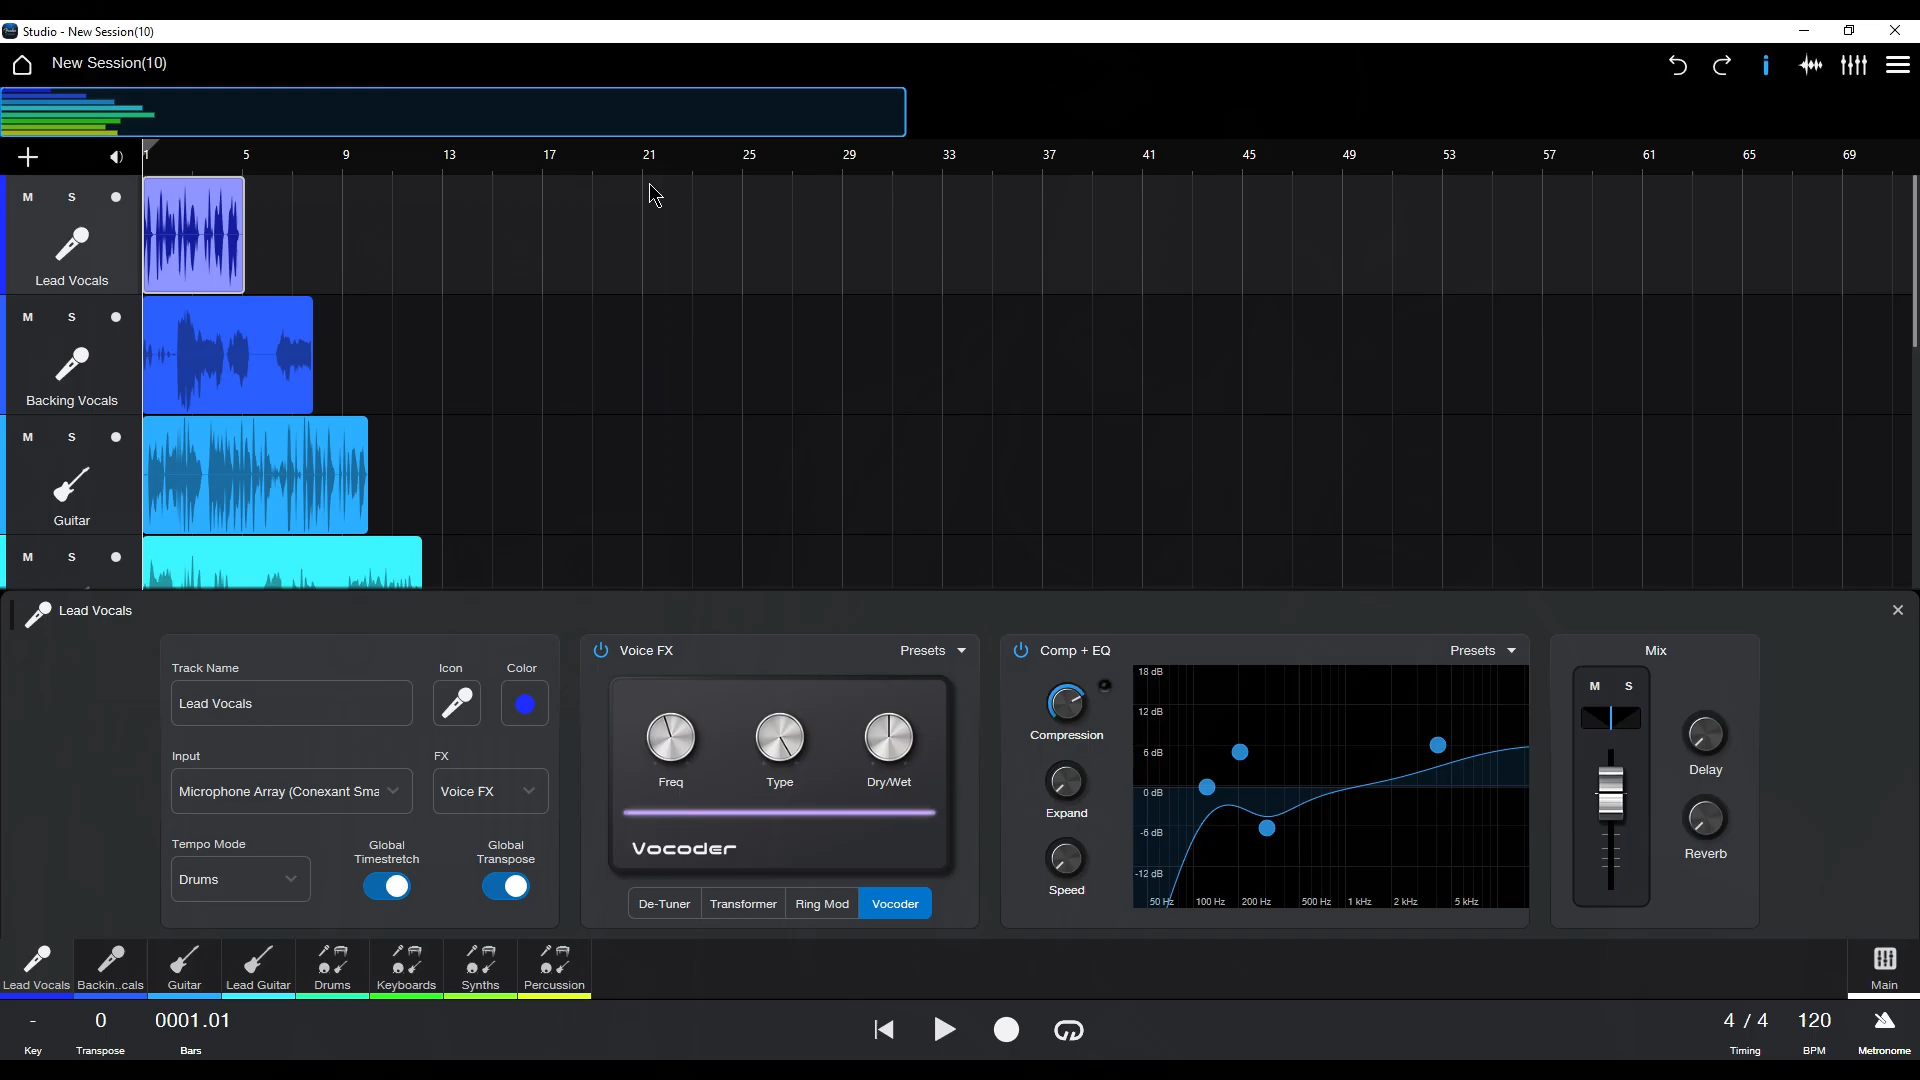 Studio - New Session(10)
New Session(10)
1 5 9 13 17 21 25 29 33 37 41 45 49 53 57 61 65 69
M S
Lead Vocals
M S
Backing Vocals
M S
Guitar
M S
Lead Vocals
Track Name Icon Color
Lead Vocals
Input FX
Microphone Array (Conexant Sma Voice FX
Tempo Mode Global Timestretch Global Transpose
Drums
Voice FX Presets
Freq Type Dry/Wet
Vocoder
De-Tuner Transformer Ring Mod Vocoder
Comp + EQ Presets
Compression
Expand
Speed
18 dB
12 dB
6 dB
0 dB
-6 dB
-12 dB
50 Hz 100 Hz 200 Hz 500 Hz 1 kHz 2 kHz 5 kHz
Mix
M S
Delay
Reverb
Lead Vocals Backin..cals Guitar Lead Guitar Drums Keyboards Synths Percussion Main
- 0 0001.01 4 / 4 120
Key Transpose Bars Timing BPM Metronome